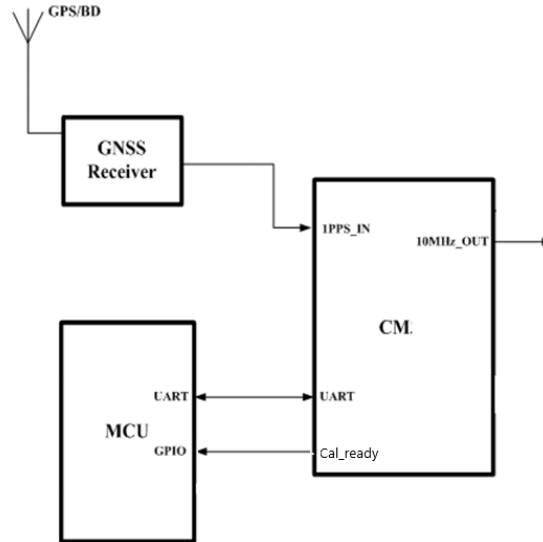 GPS/BD
GNSS
Receiver
1PPS_IN
10MHz_OUT
CM
UART
UART
MCU
GPIO
Cal_ready